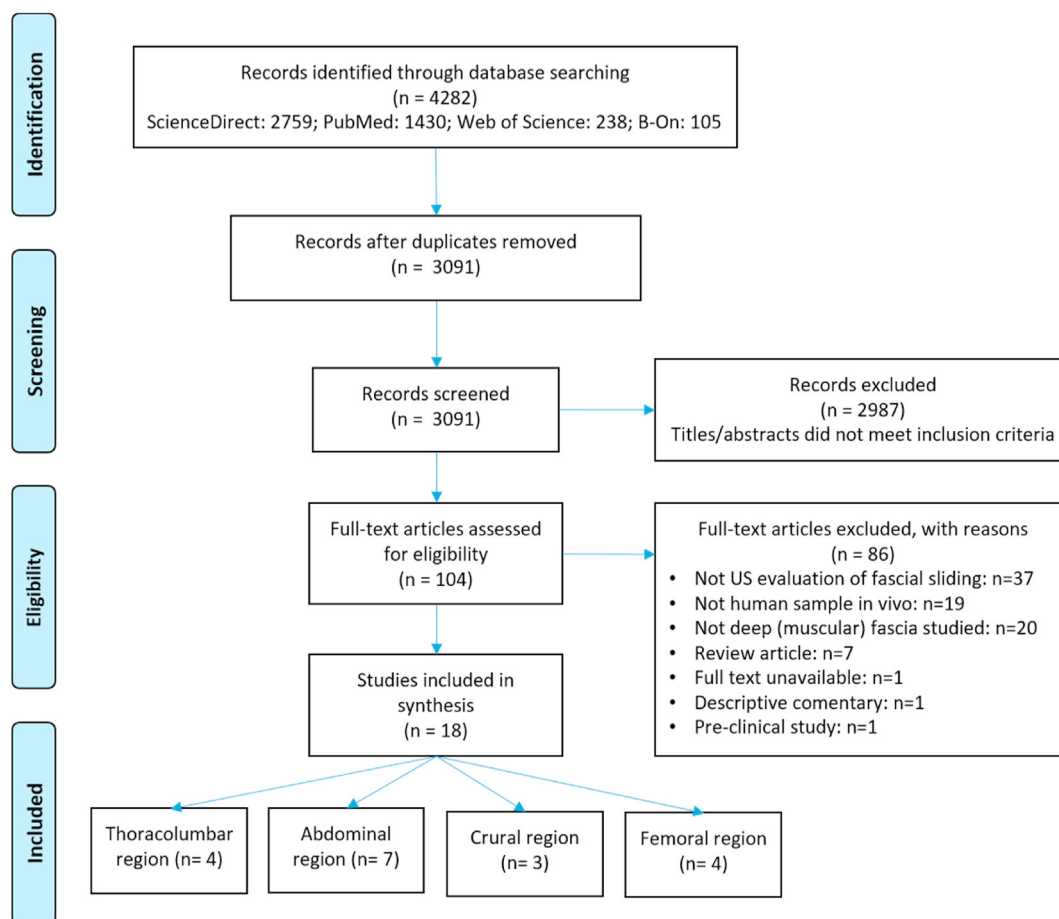 Identification
Records identified through database searching
(n = 4282)
ScienceDirect: 2759; PubMed: 1430; Web of Science: 238; B-On: 105
Records after duplicates removed
(n = 3091)
Screening
Records screened
(n = 3091)
Records excluded
(n = 2987)
Titles/abstracts did not meet inclusion criteria
Eligibility
Full-text articles assessed
for eligibility
(n = 104)
Full-text articles excluded, with reasons
(n = 86)
• Not US evaluation of fascial sliding: n=37
• Not human sample in vivo: n=19
• Not deep (muscular) fascia studied: n=20
• Review article: n=7
• Full text unavailable: n=1
• Descriptive comentary: n=1
• Pre-clinical study: n=1
Studies included in
synthesis
(n = 18)
Included
Thoracolumbar
region (n= 4)
Abdominal
region (n= 7)
Crural region
(n= 3)
Femoral region
(n= 4)